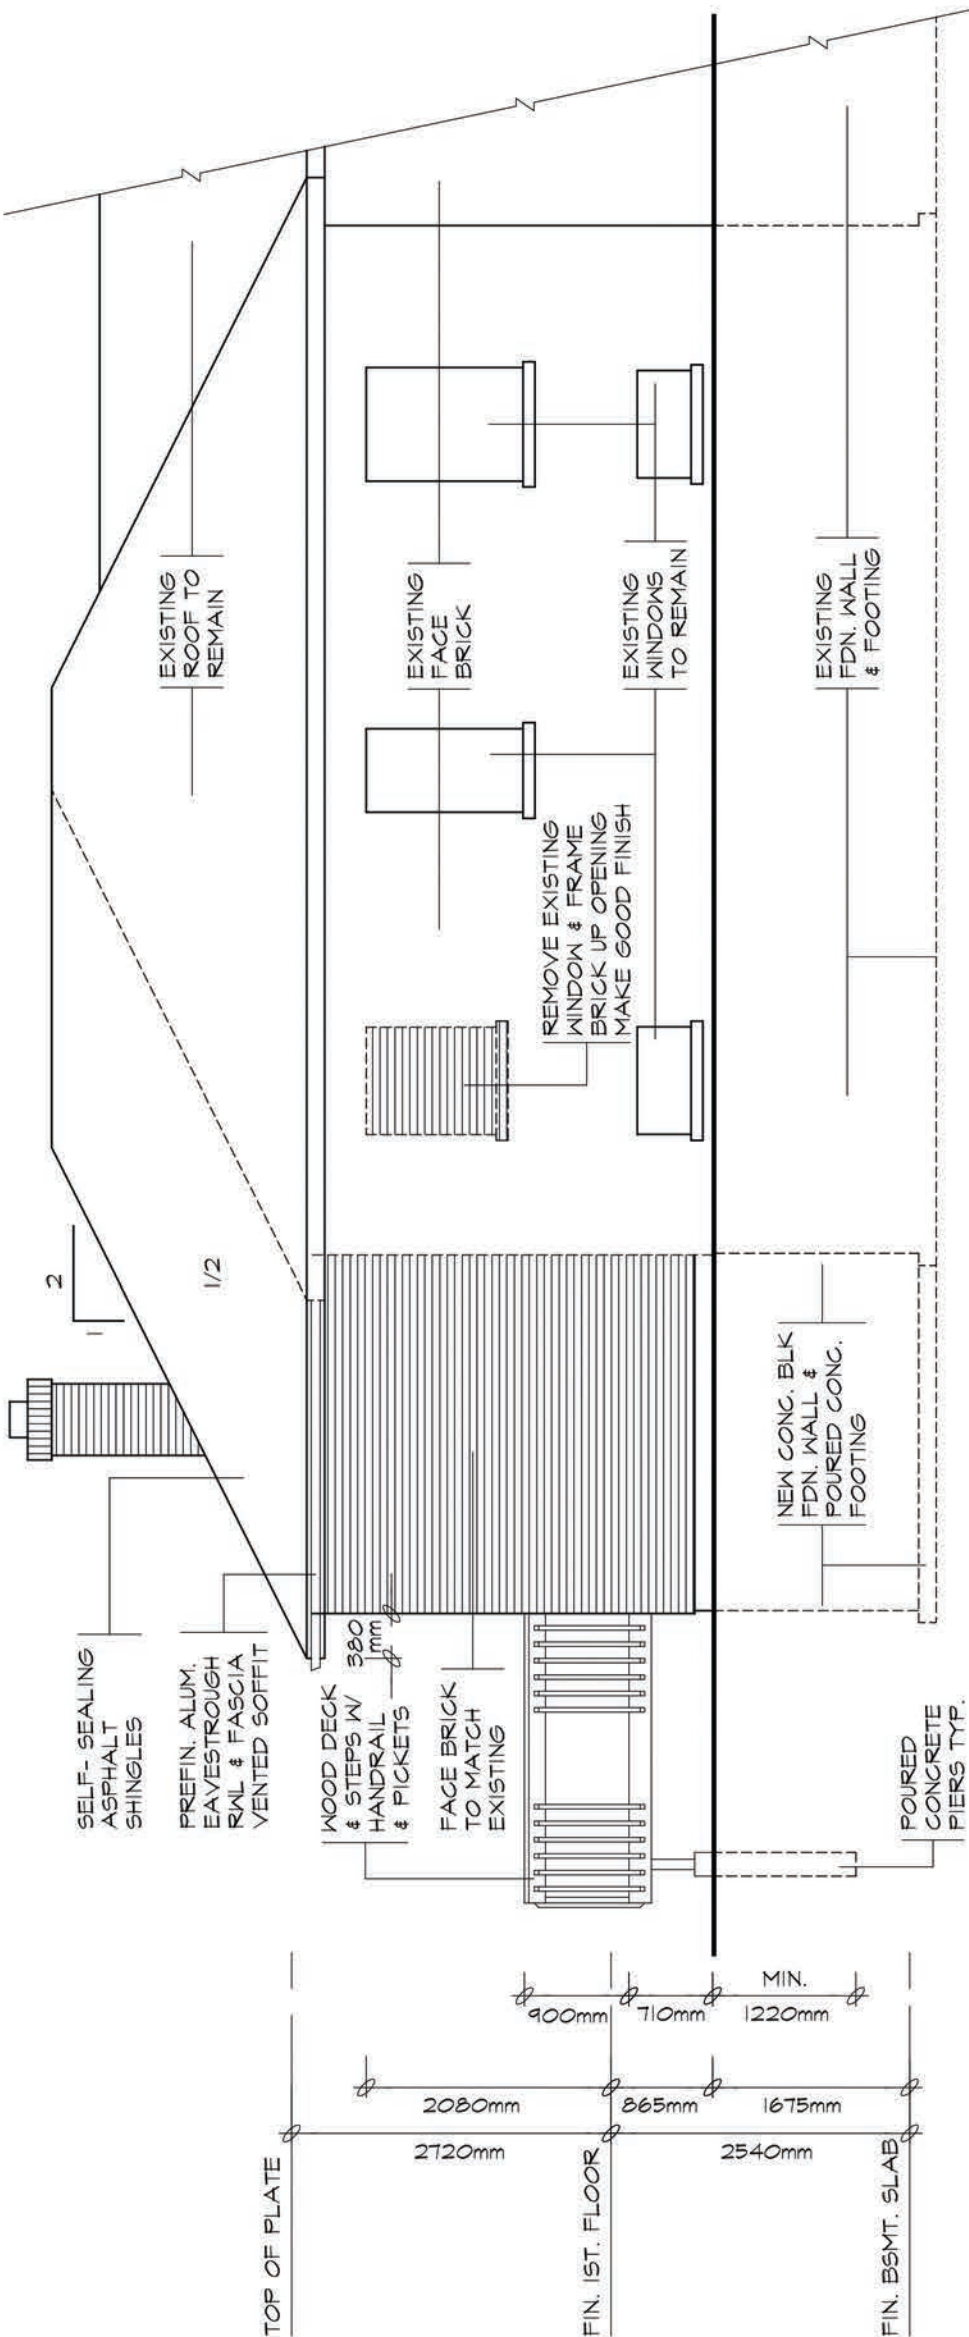 SELF- SEALING
ASPHALT
SHINGLES
PREFIN. ALUM.
EAVESTROUGH
RWL & FASCIA
VENTED SOFFIT
WOOD DECK
& STEPS W/
HANDRAIL
& PICKETS
380
mm
FACE BRICK
TO MATCH
EXISTING
POURED
CONCRETE
PIERS TYP.
2
1
1/2
EXISTING
ROOF TO
REMAIN
EXISTING
FACE
BRICK
REMOVE EXISTING
WINDOW & FRAME
BRICK UP OPENING
MAKE GOOD FINISH
EXISTING
WINDOWS
TO REMAIN
NEW CONC. BLK
FDN. WALL &
POURED CONC.
FOOTING
EXISTING
FDN. WALL
& FOOTING
TOP OF PLATE
FIN. 1ST. FLOOR
FIN. BSMT. SLAB
2720mm
2540mm
2080mm
865mm
1675mm
900mm
710mm
MIN.
1220mm